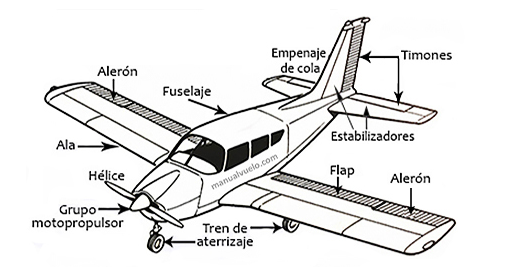 Empenaje
de cola
Timones
Alerón
Fuselaje
Estabilizadores
Ala
manualvuelo.com
Hélice
Flap
Alerón
Grupo
motopropulsor
Tren de
aterrizaje